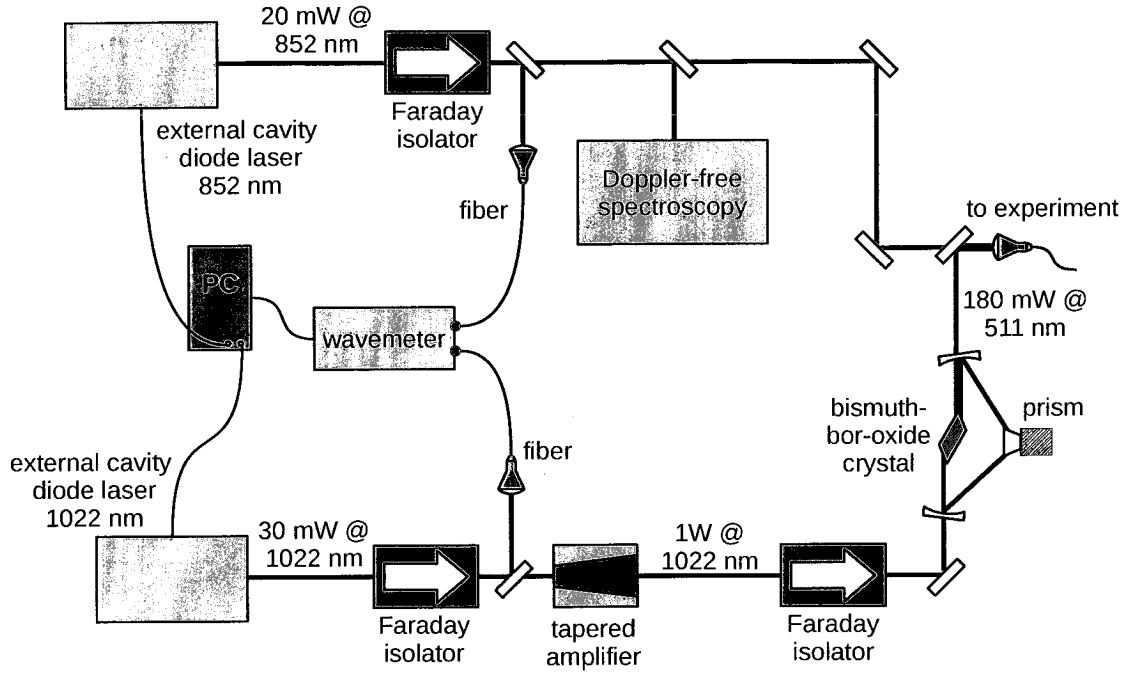 20 mW @
852 nm
Faraday
isolator
external cavity
diode laser
852 nm
fiber
Doppler-free
spectroscopy
to experiment
PC
wavemeter
180 mW @
511 nm
bismuth-
bor-oxide
crystal
prism
fiber
external cavity
diode laser
1022 nm
30 mW @
1022 nm
1W @
1022 nm
Faraday
isolator
tapered
amplifier
Faraday
isolator